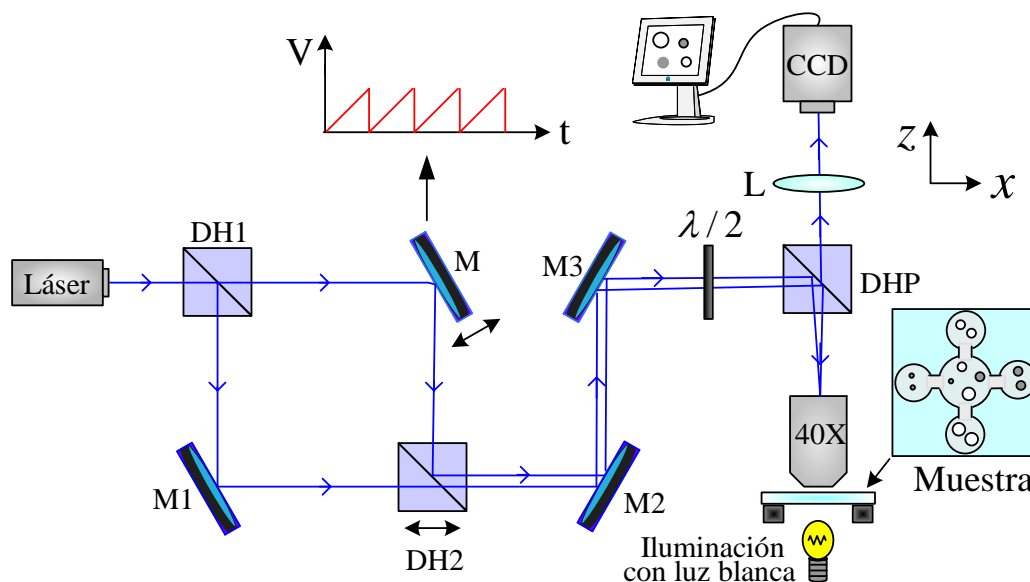 V
t
CCD
z
x
L
DH1
M
λ/2
M3
Láser
DHP
40X
Muestra
M1
M2
DH2
Iluminación
con luz blanca